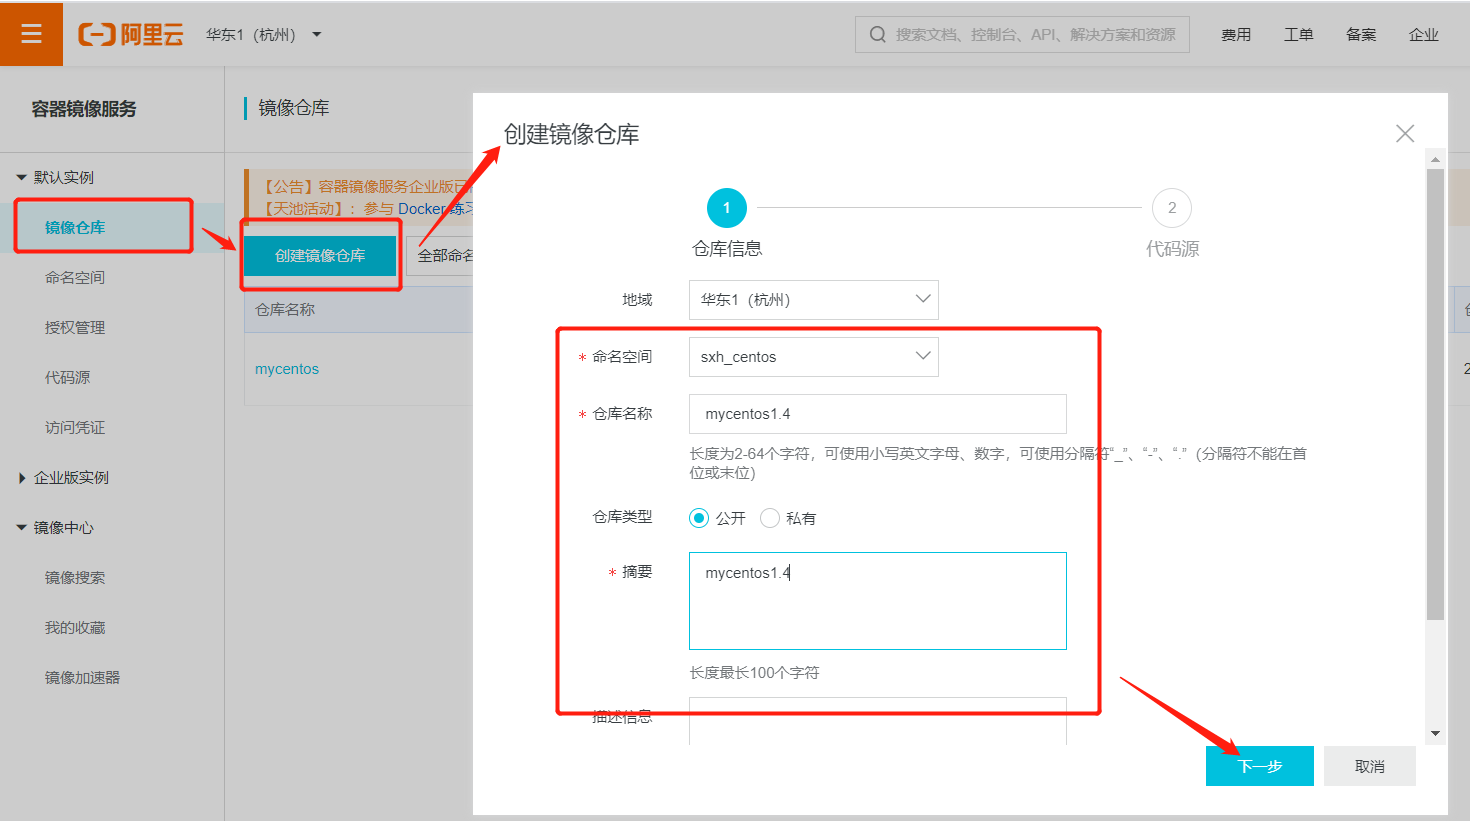 阿里云
华东1（杭州）
搜索文档、控制台、API、解决方案和资源
费用
工单
备案
企业
容器镜像服务
默认实例
镜像仓库
命名空间
授权管理
代码源
访问凭证
企业版实例
镜像中心
镜像搜索
我的收藏
镜像加速器
镜像仓库
【公告】容器镜像服务企业版已
【天池活动】：参与 Docker 练习
创建镜像仓库
全部命名
仓库名称
mycentos
创建镜像仓库
1
2
仓库信息
代码源
地域
华东1（杭州）
* 命名空间
sxh_centos
* 仓库名称
mycentos1.4
长度为2-64个字符，可使用小写英文字母、数字，可使用分隔符“_”、“-”、“.”（分隔符不能在首
位或末位）
仓库类型
公开
私有
* 摘要
mycentos1.4
长度最长100个字符
描述信息
下一步
取消